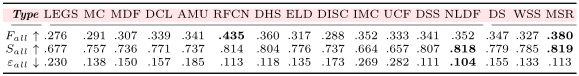 Type LEGS MC MDF DCL AMU RFCN DHS ELD DISC IMC UCF DSS NLDF DS WSS MSR
F_all ↑ .276 .291 .307 .339 .341 .435 .360 .317 .288 .352 .333 .341 .352 .347 .327 .380
S_all ↑ .677 .757 .736 .771 .737 .814 .804 .776 .737 .664 .657 .807 .818 .779 .785 .819
ε_all ↓ .230 .138 .150 .157 .185 .113 .118 .135 .173 .269 .282 .111 .104 .155 .133 .113